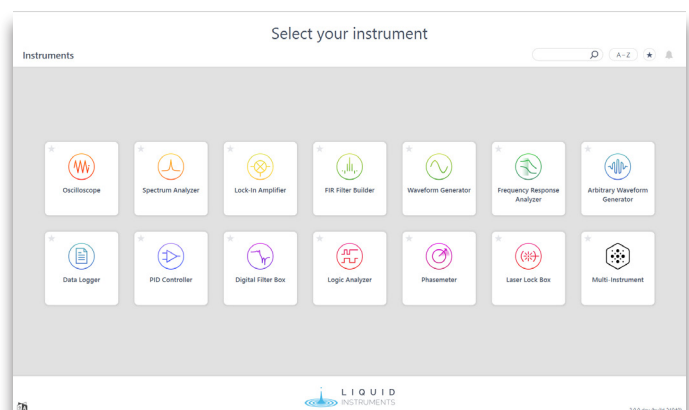 Select your instrument
Instruments
A-Z
Oscilloscope
Spectrum Analyzer
Lock-In Amplifier
FIR Filter Builder
Waveform Generator
Frequency Response
Analyzer
Arbitrary Waveform
Generator
Data Logger
PID Controller
Digital Filter Box
Logic Analyzer
Phasemeter
Laser Lock Box
Multi-Instrument
LIQUID
INSTRUMENTS